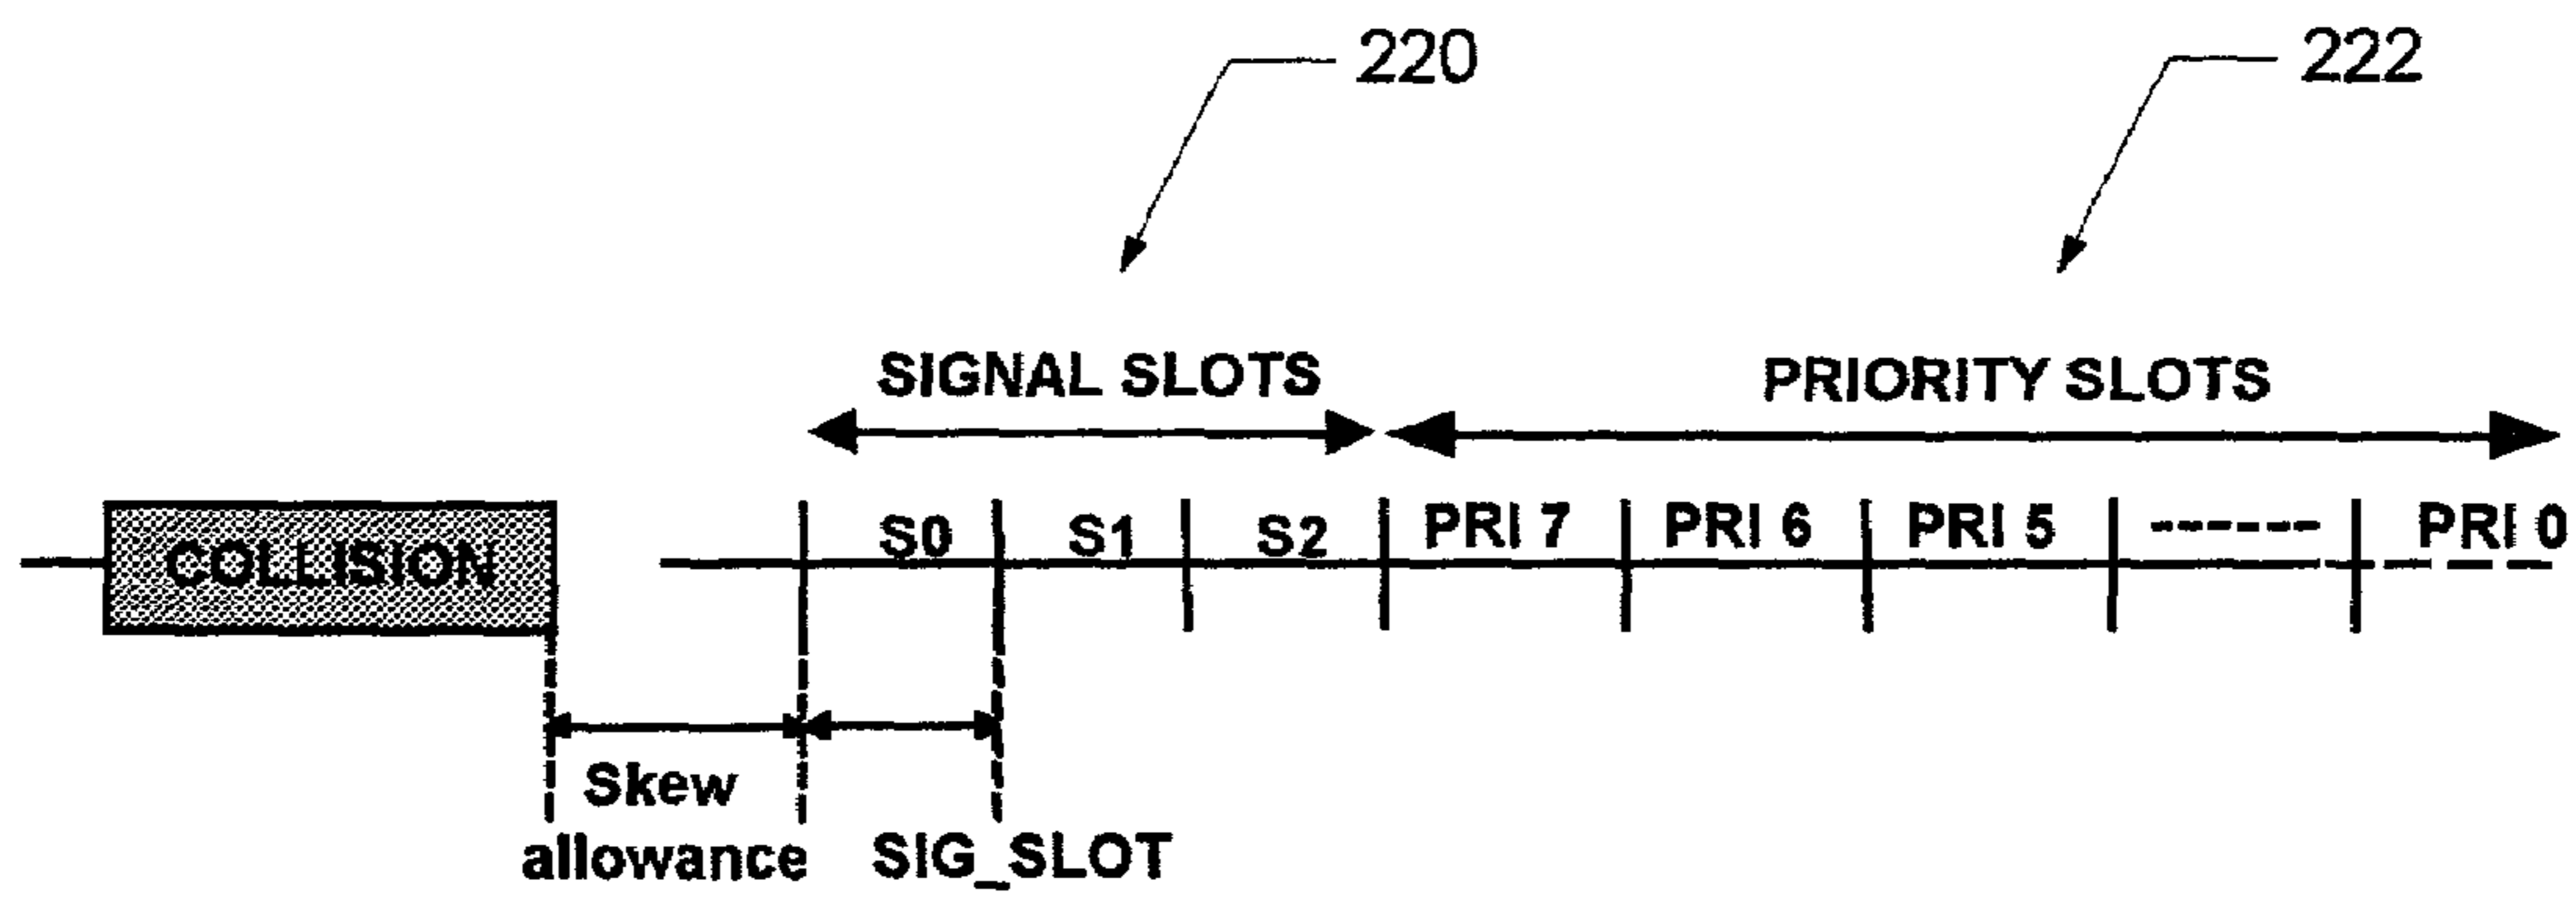 220
222
SIGNAL SLOTS
PRIORITY SLOTS
COLLISION
S0
S1
S2
PRI 7
PRI 6
PRI 5
PRI 0
Skew
allowance
SIG_SLOT